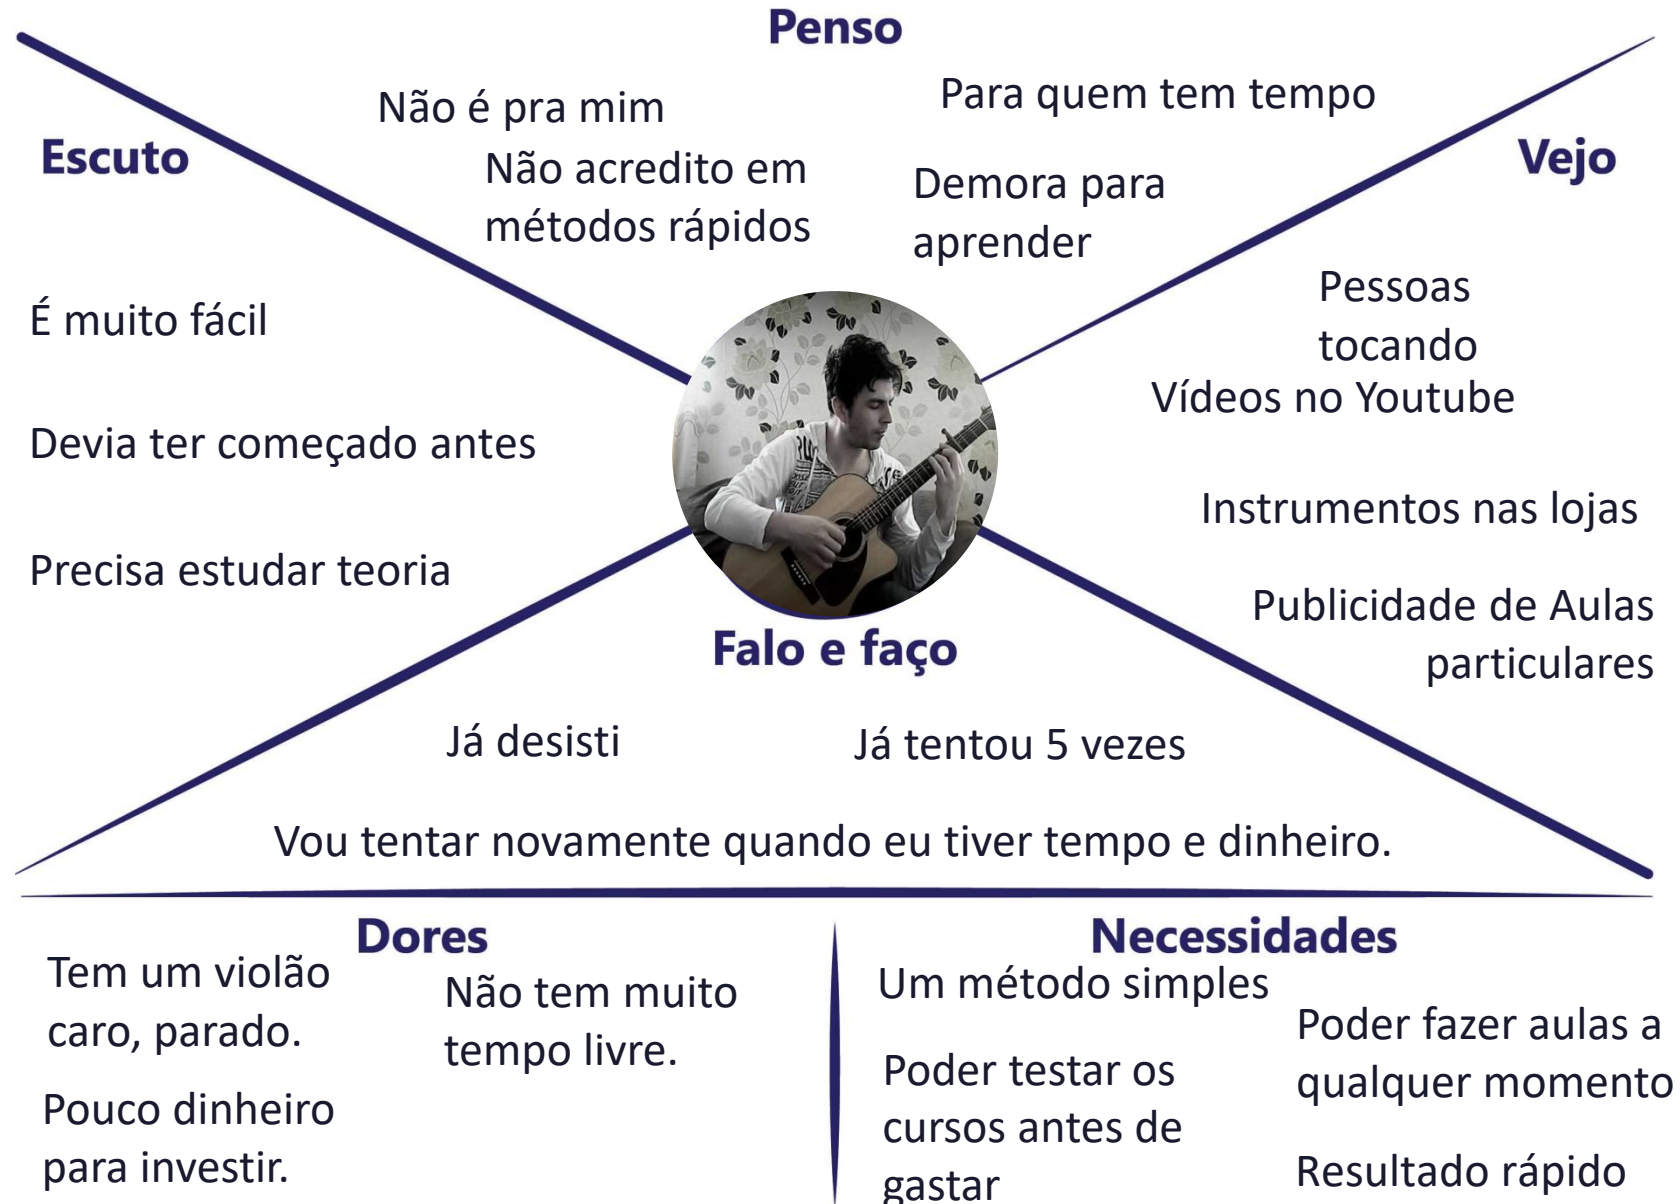 Penso
Não é pra mim
Para quem tem tempo
Não acredito em
métodos rápidos
Demora para
aprender
Escuto
É muito fácil
Devia ter começado antes
Precisa estudar teoria
Vejo
Pessoas
tocando
Vídeos no Youtube
Instrumentos nas lojas
Publicidade de Aulas
particulares
Falo e faço
Já desisti
Já tentou 5 vezes
Vou tentar novamente quando eu tiver tempo e dinheiro.
Dores
Tem um violão
caro, parado.
Não tem muito
tempo livre.
Pouco dinheiro
para investir.
Necessidades
Um método simples
Poder fazer aulas a
qualquer momento
Poder testar os
cursos antes de
gastar
Resultado rápido